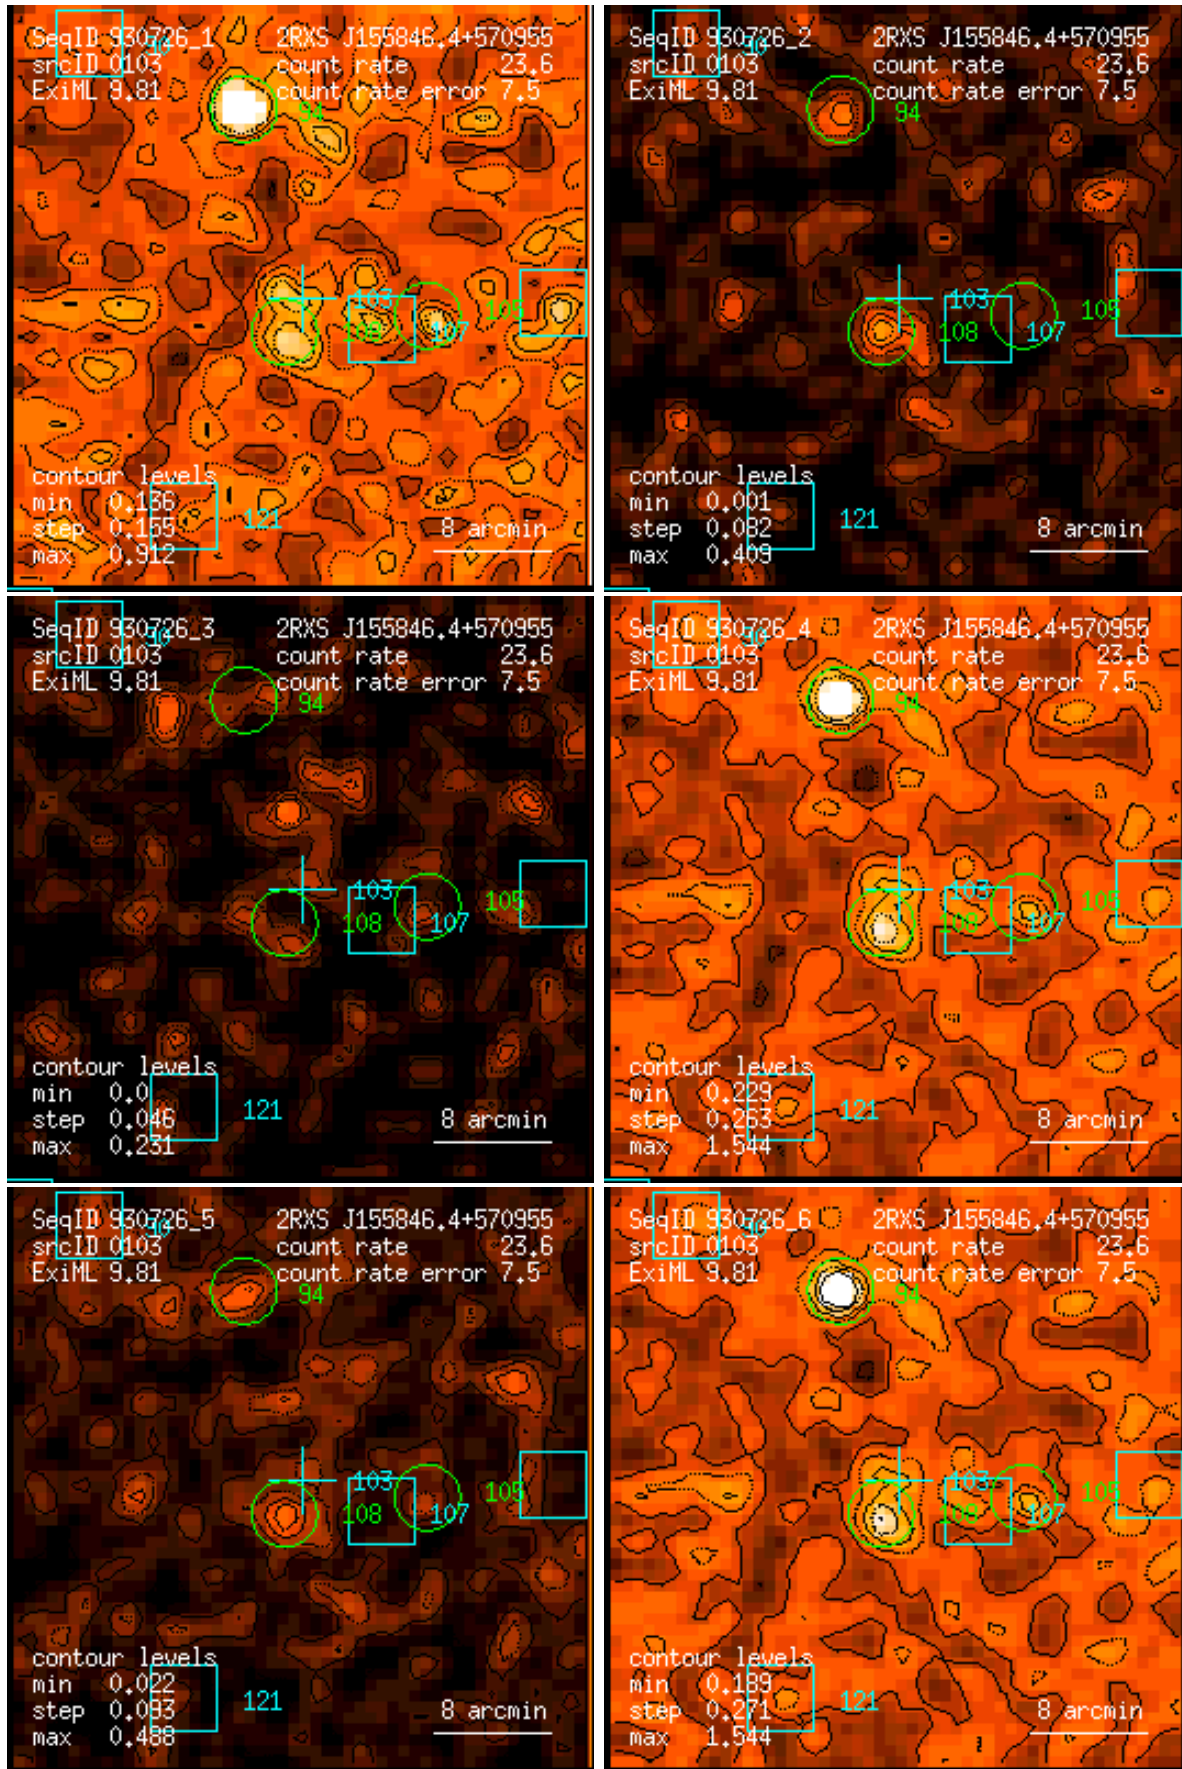 SeqID 930726_1 2RXS J155846.4+570955
90
srcID 0103 count rate 23.6
ExiML 9.81 count rate error 7.5
94
103
105
108 107
contour levels
min 0.186
step 0.155
121
8 arcmin
max 0.912
SeqID 930726_2 2RXS J155846.4+570955
90
srcID 0103 count rate 23.6
ExiML 9.81 count rate error 7.5
94
103
105
108 107
contour levels
min 0.001
step 0.082
121
8 arcmin
max 0.409
SeqID 930726_3 2RXS J155846.4+570955
90
srcID 0103 count rate 23.6
ExiML 9.81 count rate error 7.5
94
103
105
108 107
contour levels
min 0.0
step 0.046
121
8 arcmin
max 0.231
SeqID 930726_4 2RXS J155846.4+570955
90
srcID 0103 count rate 23.6
ExiML 9.81 count rate error 7.5
94
103
105
108 107
contour levels
min 0.229
step 0.263
121
8 arcmin
max 1.544
SeqID 930726_5 2RXS J155846.4+570955
90
srcID 0103 count rate 23.6
ExiML 9.81 count rate error 7.5
94
103
105
108 107
contour levels
min 0.022
step 0.093
121
8 arcmin
max 0.488
SeqID 930726_6 2RXS J155846.4+570955
90
srcID 0103 count rate 23.6
ExiML 9.81 count rate error 7.5
94
103
105
108 107
contour levels
min 0.189
step 0.271
121
8 arcmin
max 1.544